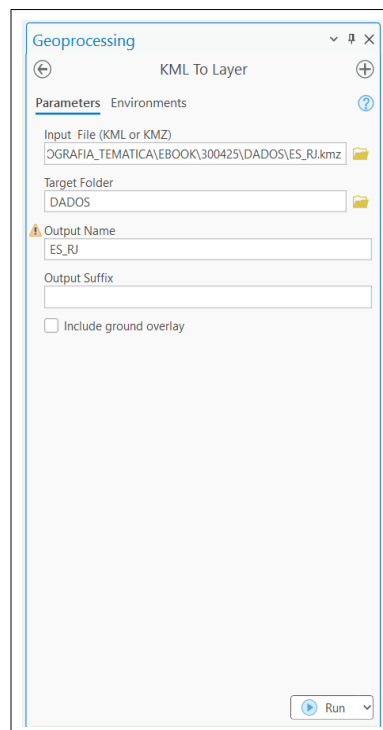 Geoprocessing
KML To Layer
Parameters Environments
Input File (KML or KMZ)
OGRAFIA_TEMATICA\EBOOK\300425\DADOS\ES_RJ.kmz
Target Folder
DADOS
Output Name
ES_RJ
Output Suffix
Include ground overlay
Run